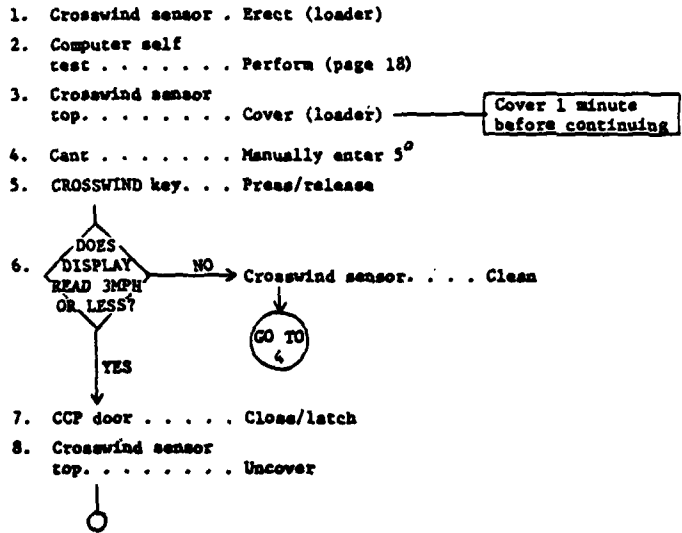 1. Crosswind sensor . Erect (loader)
2. Computer self
test . . . . . . . Perform (page 18)
3. Crosswind sensor
top. . . . . . . . Cover (loader)
Cover 1 minute
before continuing
4. Cant . . . . . . . Manually enter 5°
5. CROSSWIND key. . . Press/release
6. DOES
DISPLAY
READ 3MPH
OR LESS?
NO
Crosswind sensor. . . . Clean
GO TO
4
YES
7. CCP door . . . . . Close/latch
8. Crosswind sensor
top. . . . . . . . Uncover